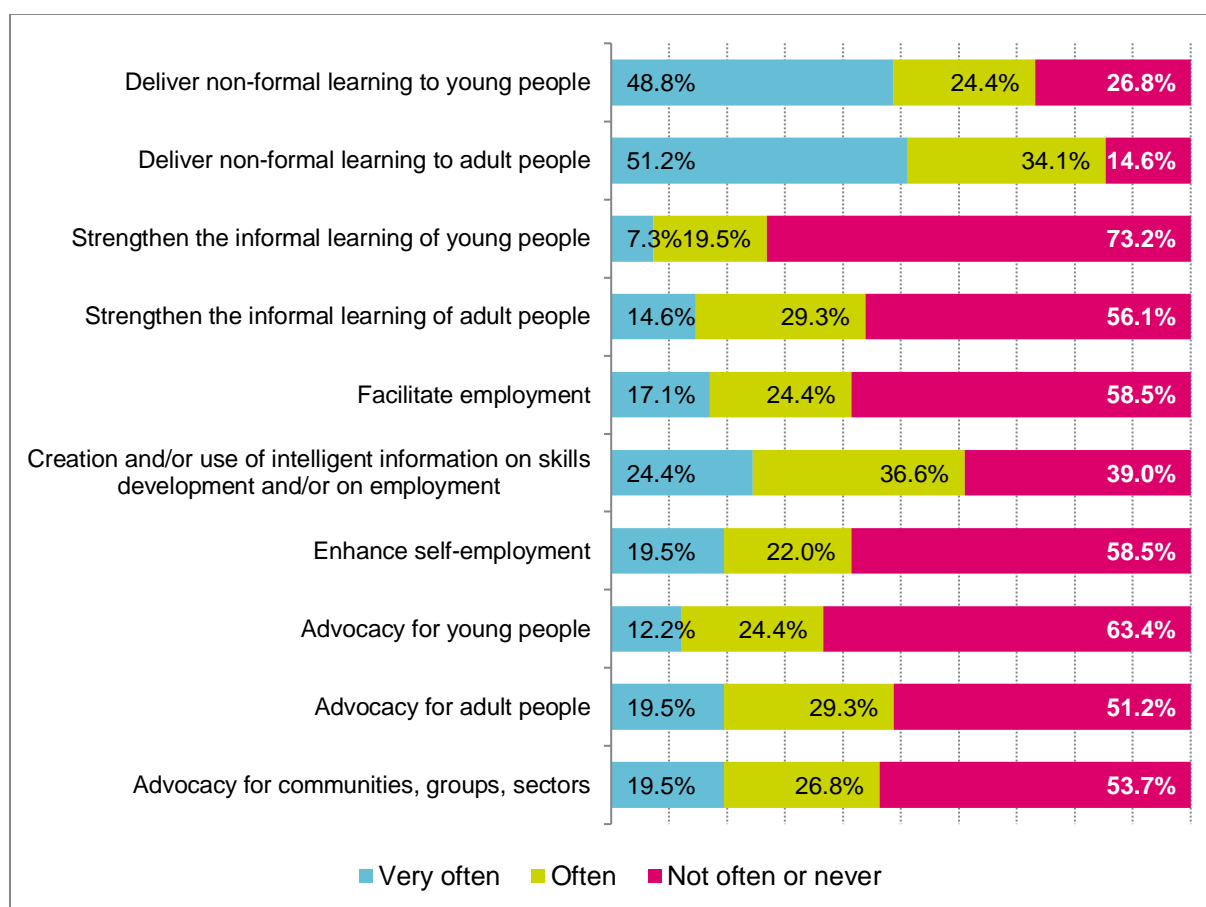 Deliver non-formal learning to young people 48.8% 24.4% 26.8%
Deliver non-formal learning to adult people 51.2% 34.1% 14.6%
Strengthen the informal learning of young people 7.3% 19.5% 73.2%
Strengthen the informal learning of adult people 14.6% 29.3% 56.1%
Facilitate employment 17.1% 24.4% 58.5%
Creation and/or use of intelligent information on skills
development and/or on employment 24.4% 36.6% 39.0%
Enhance self-employment 19.5% 22.0% 58.5%
Advocacy for young people 12.2% 24.4% 63.4%
Advocacy for adult people 19.5% 29.3% 51.2%
Advocacy for communities, groups, sectors 19.5% 26.8% 53.7%
Very often Often Not often or never